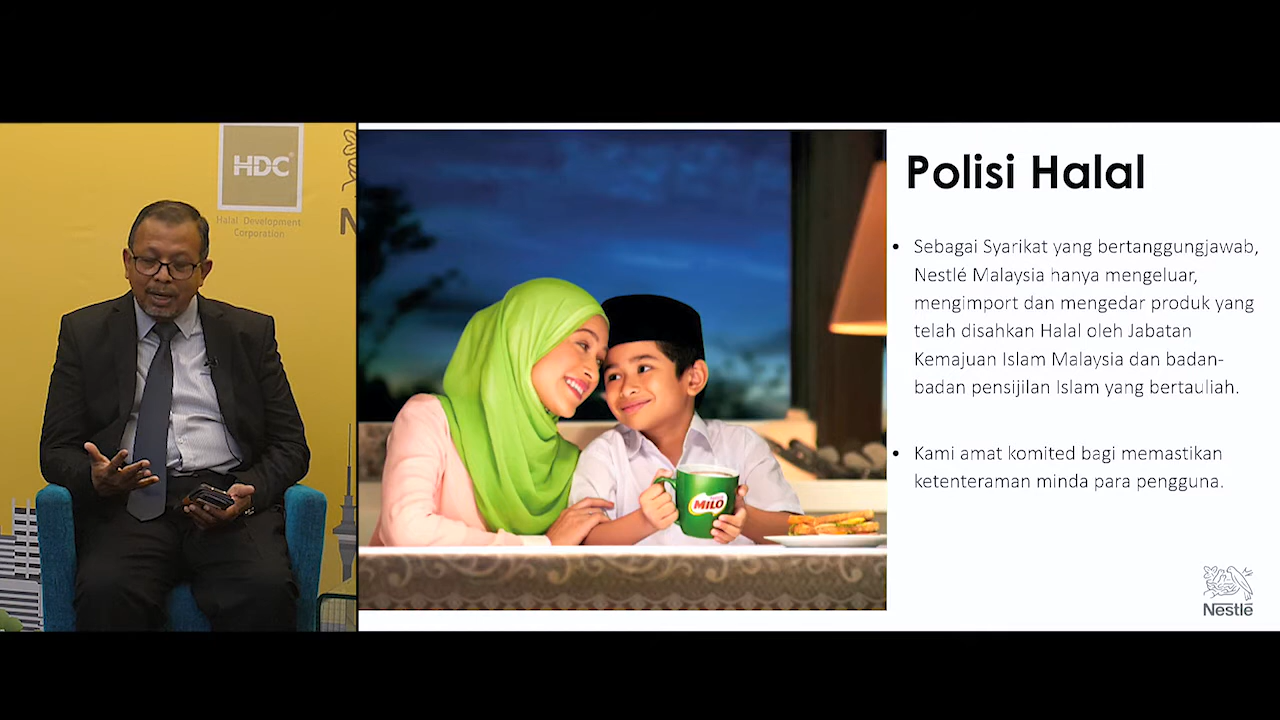 HDC
Halal Development
Corporation
Polisi Halal
• Sebagai Syarikat yang bertanggungjawab,
Nestlé Malaysia hanya mengeluar,
mengimport dan mengedar produk yang
telah disahkan Halal oleh Jabatan
Kemajuan Islam Malaysia dan badan-
badan pensijilan Islam yang bertauliah.
• Kami amat komited bagi memastikan
ketenteraman minda para pengguna.
MILO
Nestlé